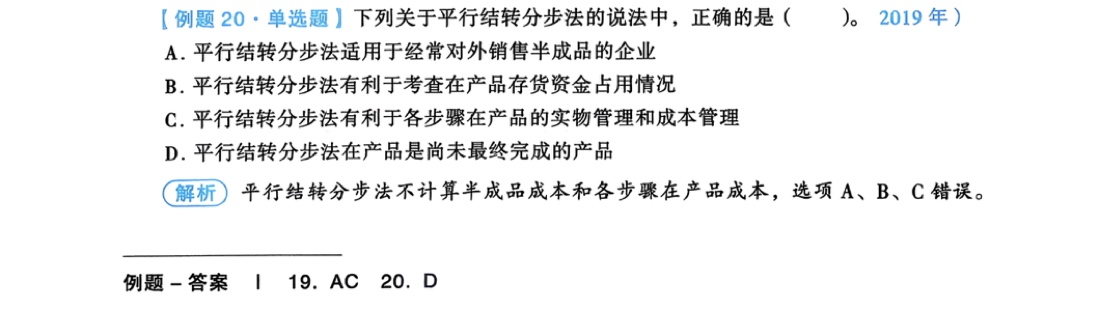 【例题20·单选题】下列关于平行结转分步法的说法中，正确的是（　　）。2019年）
A. 平行结转分步法适用于经常对外销售半成品的企业
B. 平行结转分步法有利于考查在产品存货资金占用情况
C. 平行结转分步法有利于各步骤在产品的实物管理和成本管理
D. 平行结转分步法在产品是尚未最终完成的产品
解析 平行结转分步法不计算半成品成本和各步骤在产品成本，选项 A、B、C 错误。
例题－答案 | 19. AC 20. D